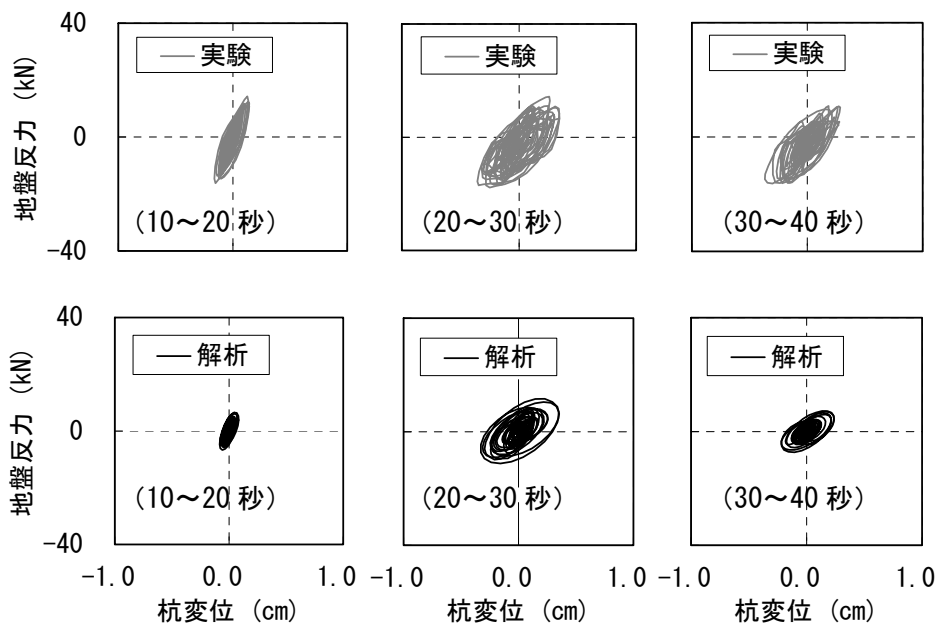 40
地盤反力 (kN)
0
-40
実験
(10～20 秒)
実験
(20～30 秒)
実験
(30～40 秒)
40
地盤反力 (kN)
0
-40
解析
(10～20 秒)
解析
(20～30 秒)
解析
(30～40 秒)
-1.0 0.0 1.0 -1.0 0.0 1.0 -1.0 0.0 1.0
杭変位 (cm) 杭変位 (cm) 杭変位 (cm)